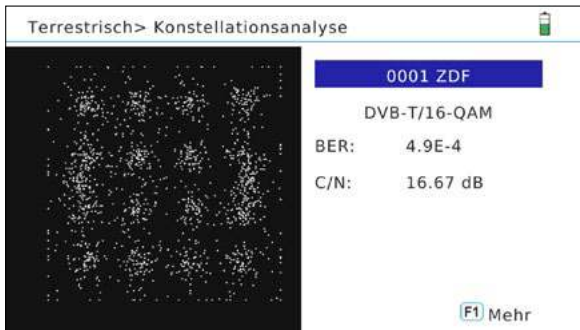 Terrestrisch> Konstellationsanalyse
0001 ZDF
DVB-T/16-QAM
BER: 4.9E-4
C/N: 16.67 dB
F1 Mehr